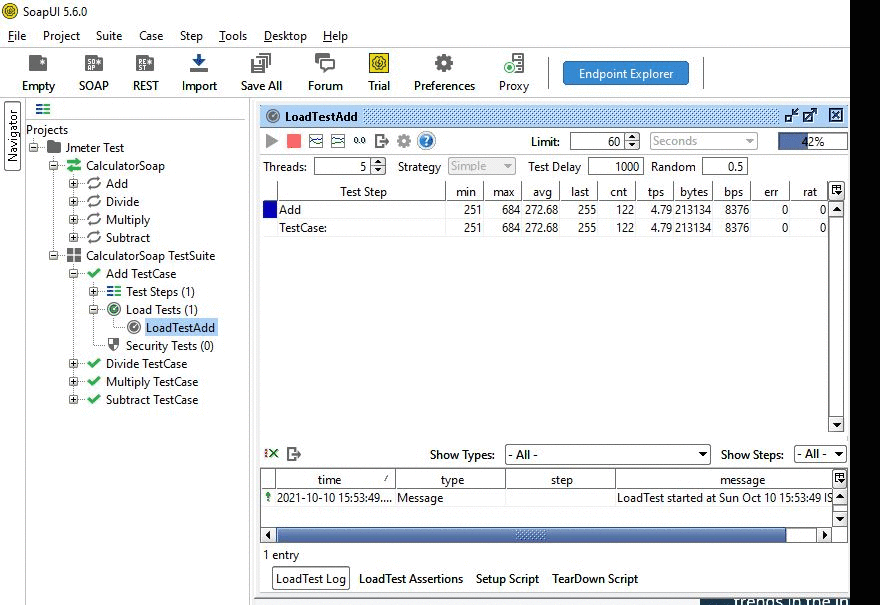 SoapUI 5.6.0
File Project Suite Case Step Tools Desktop Help
Empty SOAP REST Import Save All Forum Trial Preferences Proxy Endpoint Explorer
Navigator
Projects
Jmeter Test
CalculatorSoap
Add
Divide
Multiply
Subtract
CalculatorSoap TestSuite
Add TestCase
Test Steps (1)
Load Tests (1)
LoadTestAdd
Security Tests (0)
Divide TestCase
Multiply TestCase
Subtract TestCase
LoadTestAdd
0.0 ? Limit: 60 Seconds 42%
Threads: 5 Strategy Simple Test Delay 1000 Random 0.5
Test Step min max avg last cnt tps bytes bps err rat
Add 251 684 272.68 255 122 4.79 213134 8376 0 0
TestCase: 251 684 272.68 255 122 4.79 213134 8376 0 0
Show Types: - All - Show Steps: - All -
time type step message
2021-10-10 15:53:49.... Message LoadTest started at Sun Oct 10 15:53:49 IS
1 entry
LoadTest Log LoadTest Assertions Setup Script TearDown Script